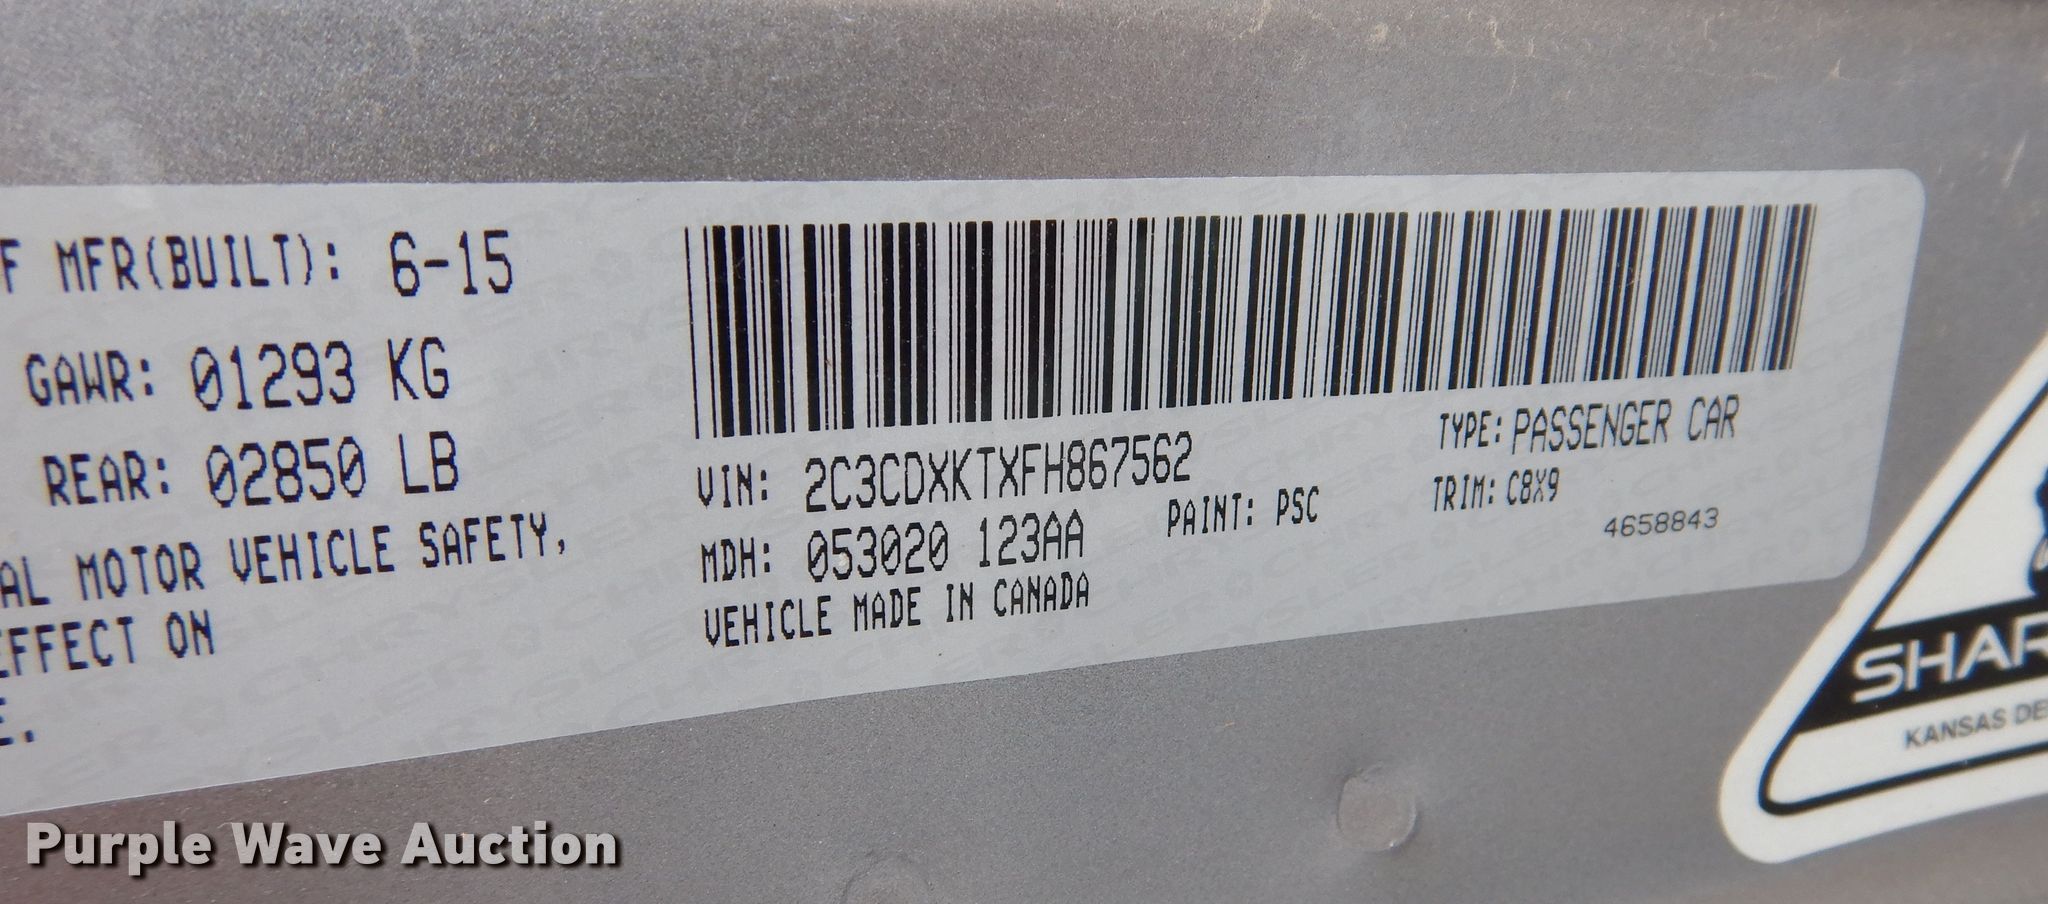 F MFR(BUILT): 6-15
GAWR: 01293 KG
REAR: 02850 LB
AL MOTOR VEHICLE SAFETY,
EFFECT ON
E.
VIN: 2C3CDXKTXFH867562
TYPE: PASSENGER CAR
MDH: 053020 123AA
PAINT: PSC
TRIM: C8X9
4658843
VEHICLE MADE IN CANADA
SHAR
KANSAS DE
Purple Wave Auction